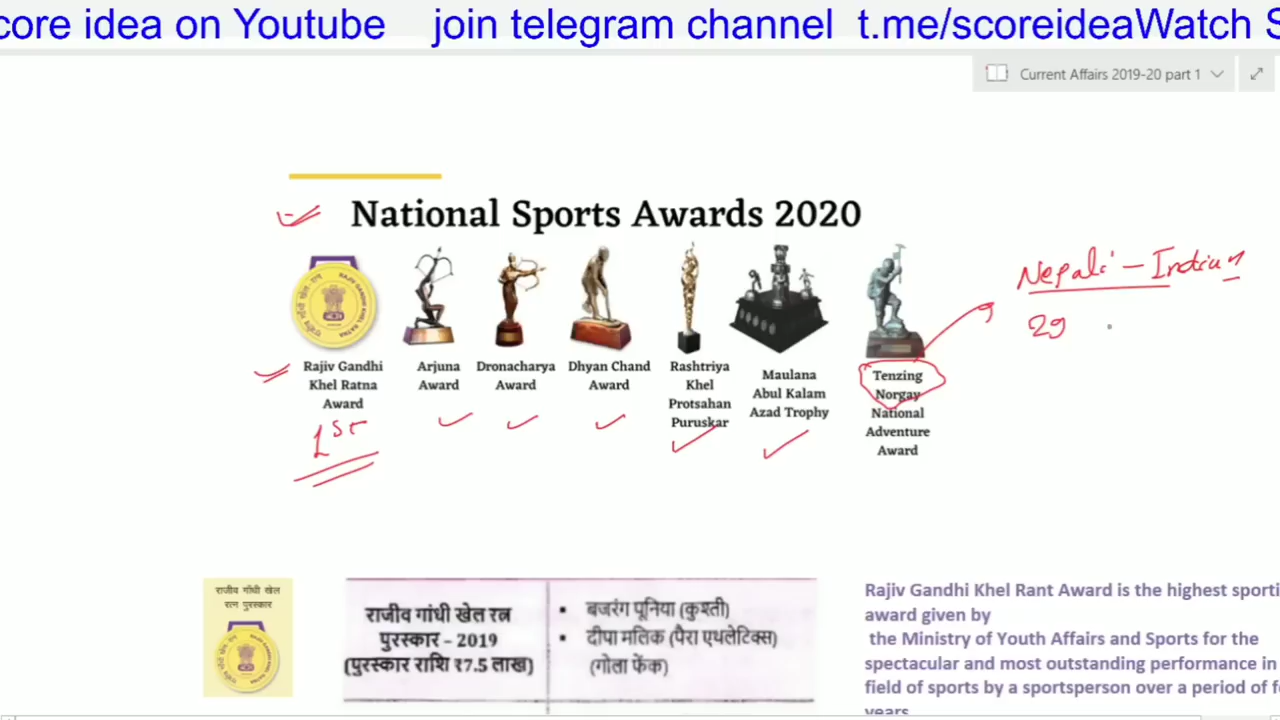 core idea on Youtube join telegram channel t.me/scoreideaWatch S
Current Affairs 2019-20 part 1
National Sports Awards 2020
Nepali - Indian
29
Rajiv Gandhi
Khel Ratna
Award
1st
Arjuna
Award
Dronacharya
Award
Dhyan Chand
Award
Rashtriya
Khel
Protsahan
Puruskar
Maulana
Abul Kalam
Azad Trophy
Tenzing
Norgay
National
Adventure
Award
राजीव गांधी खेल
रत्न पुरस्कार
राजीव गांधी खेल रत्न
पुरस्कार – 2019
(पुरस्कार राशि ₹7.5 लाख)
▪ बजरंग पूनिया (कुश्ती)
▪ दीपा मलिक (पैरा एथलेटिक्स)
(गोला फेंक)
Rajiv Gandhi Khel Rant Award is the highest sporti
award given by
the Ministry of Youth Affairs and Sports for the
spectacular and most outstanding performance in
field of sports by a sportsperson over a period of f
years